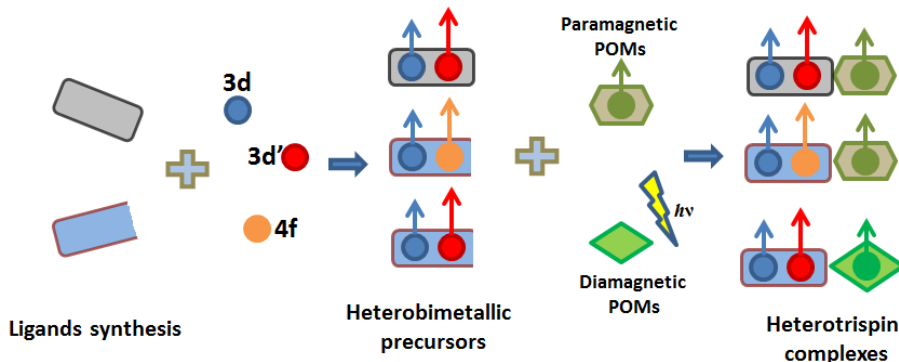 Paramagnetic
POMs
3d
3d’
4f
hν
Diamagnetic
POMs
Ligands synthesis
Heterobimetallic
precursors
Heterotrispin
complexes